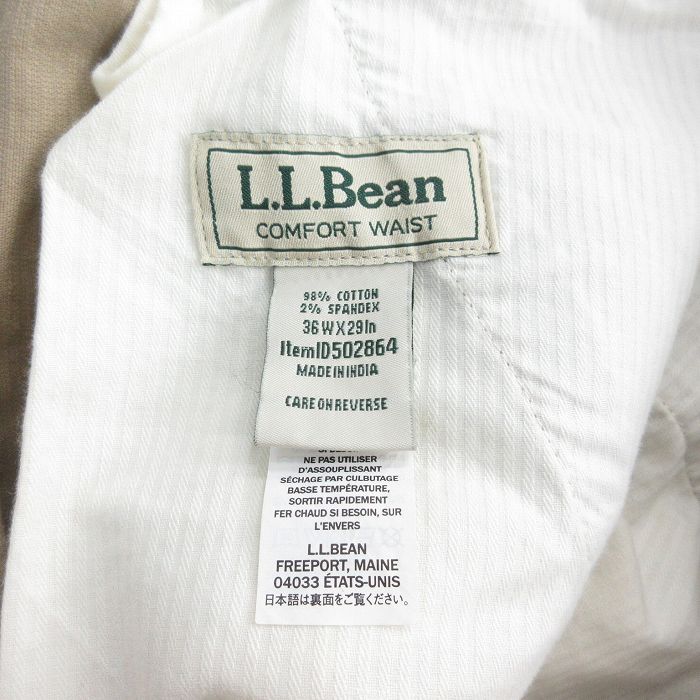 L.L.Bean
COMFORT WAIST
98% COTTON
2% SPANDEX
36WX29In
ItemID502864
MADE IN INDIA
CARE ON REVERSE
NE PAS UTILISER
D'ASSOUPLISSANT
SÉCHAGE PAR CULBUTAGE
BASSE TEMPÉRATURE,
SORTIR RAPIDEMENT
FER CHAUD SI BESOIN, SUR
L'ENVERS
L.L.BEAN
FREEPORT, MAINE
04033 ÉTATS-UNIS
日本語は裏面をご覧ください。